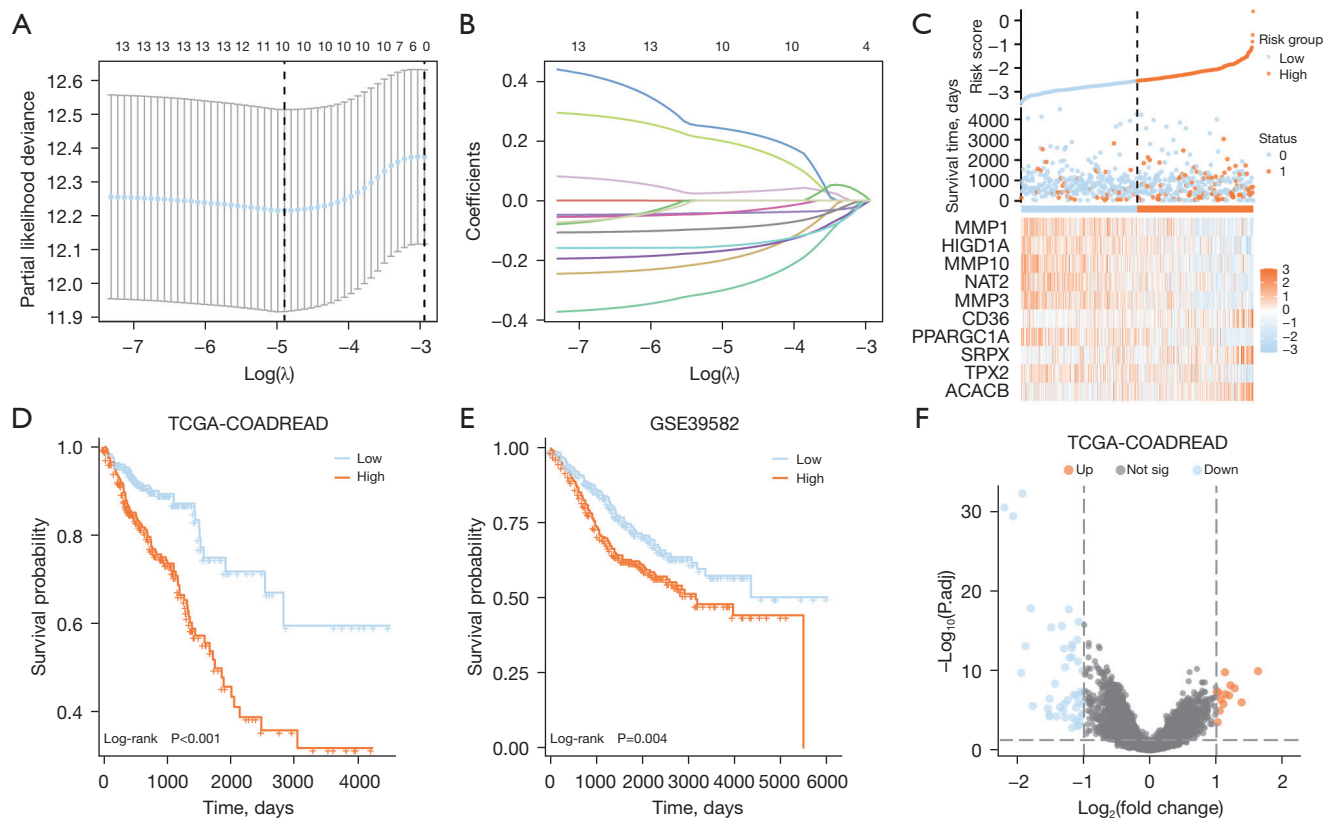 A
13 13 13 13 13 13 12 11 10 10 10 10 10 10 10 7 6 0
Partial likelihood deviance
12.6
12.5
12.4
12.3
12.2
12.1
12.0
11.9
−7 −6 −5 −4 −3
Log(λ)
B
13 13 10 10 4
Coefficients
0.4
0.2
0.0
−0.2
−0.4
−7 −6 −5 −4 −3
Log(λ)
C
Risk score
0
−1
−2
−3
Risk group
Low
High
Survival time, days
4000
3000
2000
1000
0
Status
0
1
MMP1
HIGD1A
MMP10
NAT2
MMP3
CD36
PPARGC1A
SRPX
TPX2
ACACB
3
2
1
0
−1
−2
−3
D
TCGA-COADREAD
Survival probability
1.0
0.8
0.6
0.4
Low
High
Log-rank P<0.001
0 1000 2000 3000 4000
Time, days
E
GSE39582
Survival probability
1.00
0.75
0.50
0.25
0.00
Low
High
Log-rank P=0.004
0 1000 2000 3000 4000 5000 6000
Time, days
F
TCGA-COADREAD
Up Not sig Down
−Log10(P.adj)
30
20
10
0
−2 −1 0 1 2
Log2(fold change)